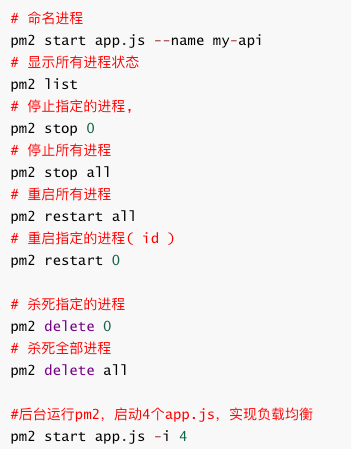 # 命名进程
pm2 start app.js --name my-api
# 显示所有进程状态
pm2 list
# 停止指定的进程，
pm2 stop 0
# 停止所有进程
pm2 stop all
# 重启所有进程
pm2 restart all
# 重启指定的进程( id )
pm2 restart 0
# 杀死指定的进程
pm2 delete 0
# 杀死全部进程
pm2 delete all
#后台运行pm2，启动4个app.js，实现负载均衡
pm2 start app.js -i 4